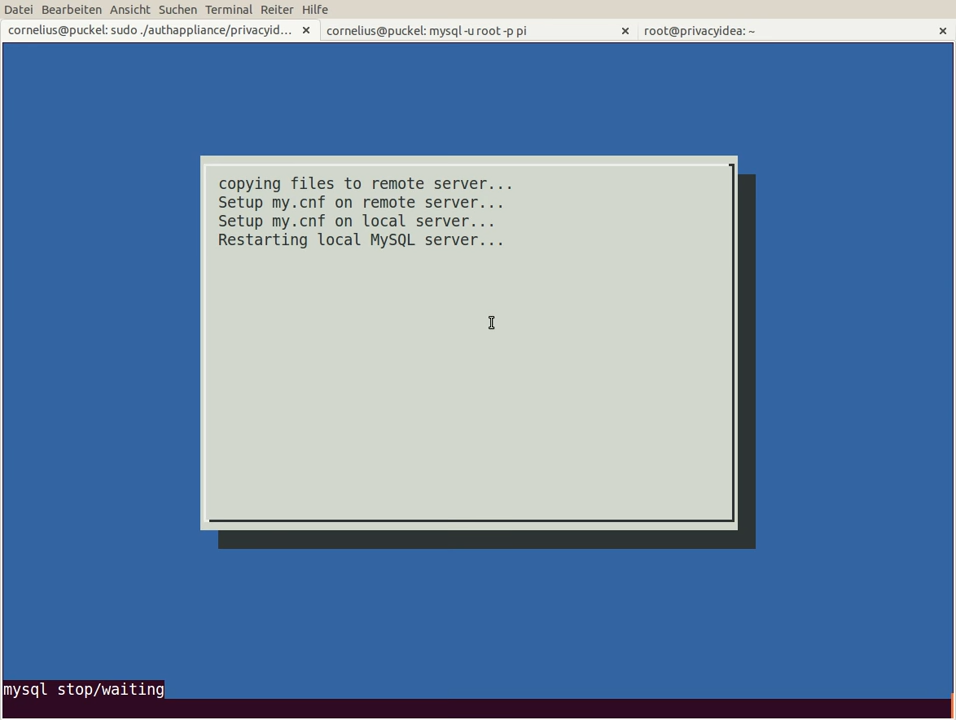 Datei Bearbeiten Ansicht Suchen Terminal Reiter Hilfe
cornelius@puckel: sudo ./authappliance/privacyid... × cornelius@puckel: mysql -u root -p pi × root@privacyidea: ~ ×
copying files to remote server...
Setup my.cnf on remote server...
Setup my.cnf on local server...
Restarting local MySQL server...
mysql stop/waiting